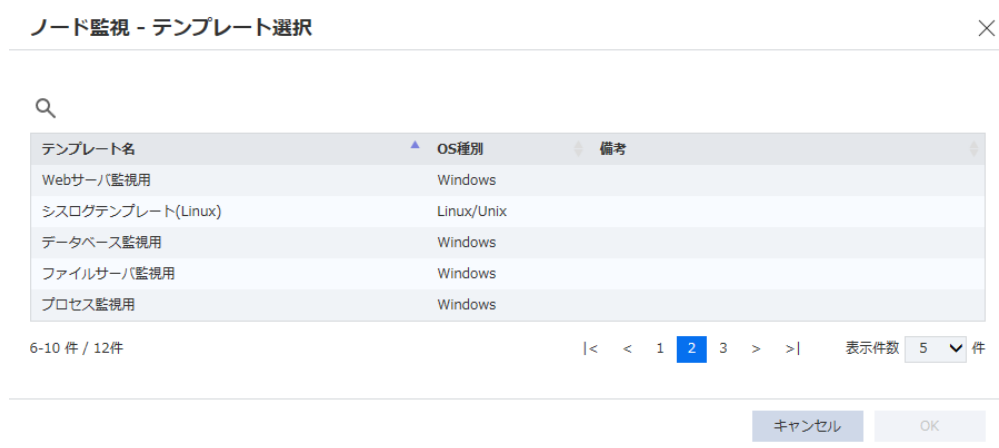 ノード監視 - テンプレート選択
テンプレート名 OS種別 備考
Webサーバ監視用 Windows
シスログテンプレート(Linux) Linux/Unix
データベース監視用 Windows
ファイルサーバ監視用 Windows
プロセス監視用 Windows
6-10 件 / 12件 |< < 1 2 3 > >| 表示件数 5 件
キャンセル OK